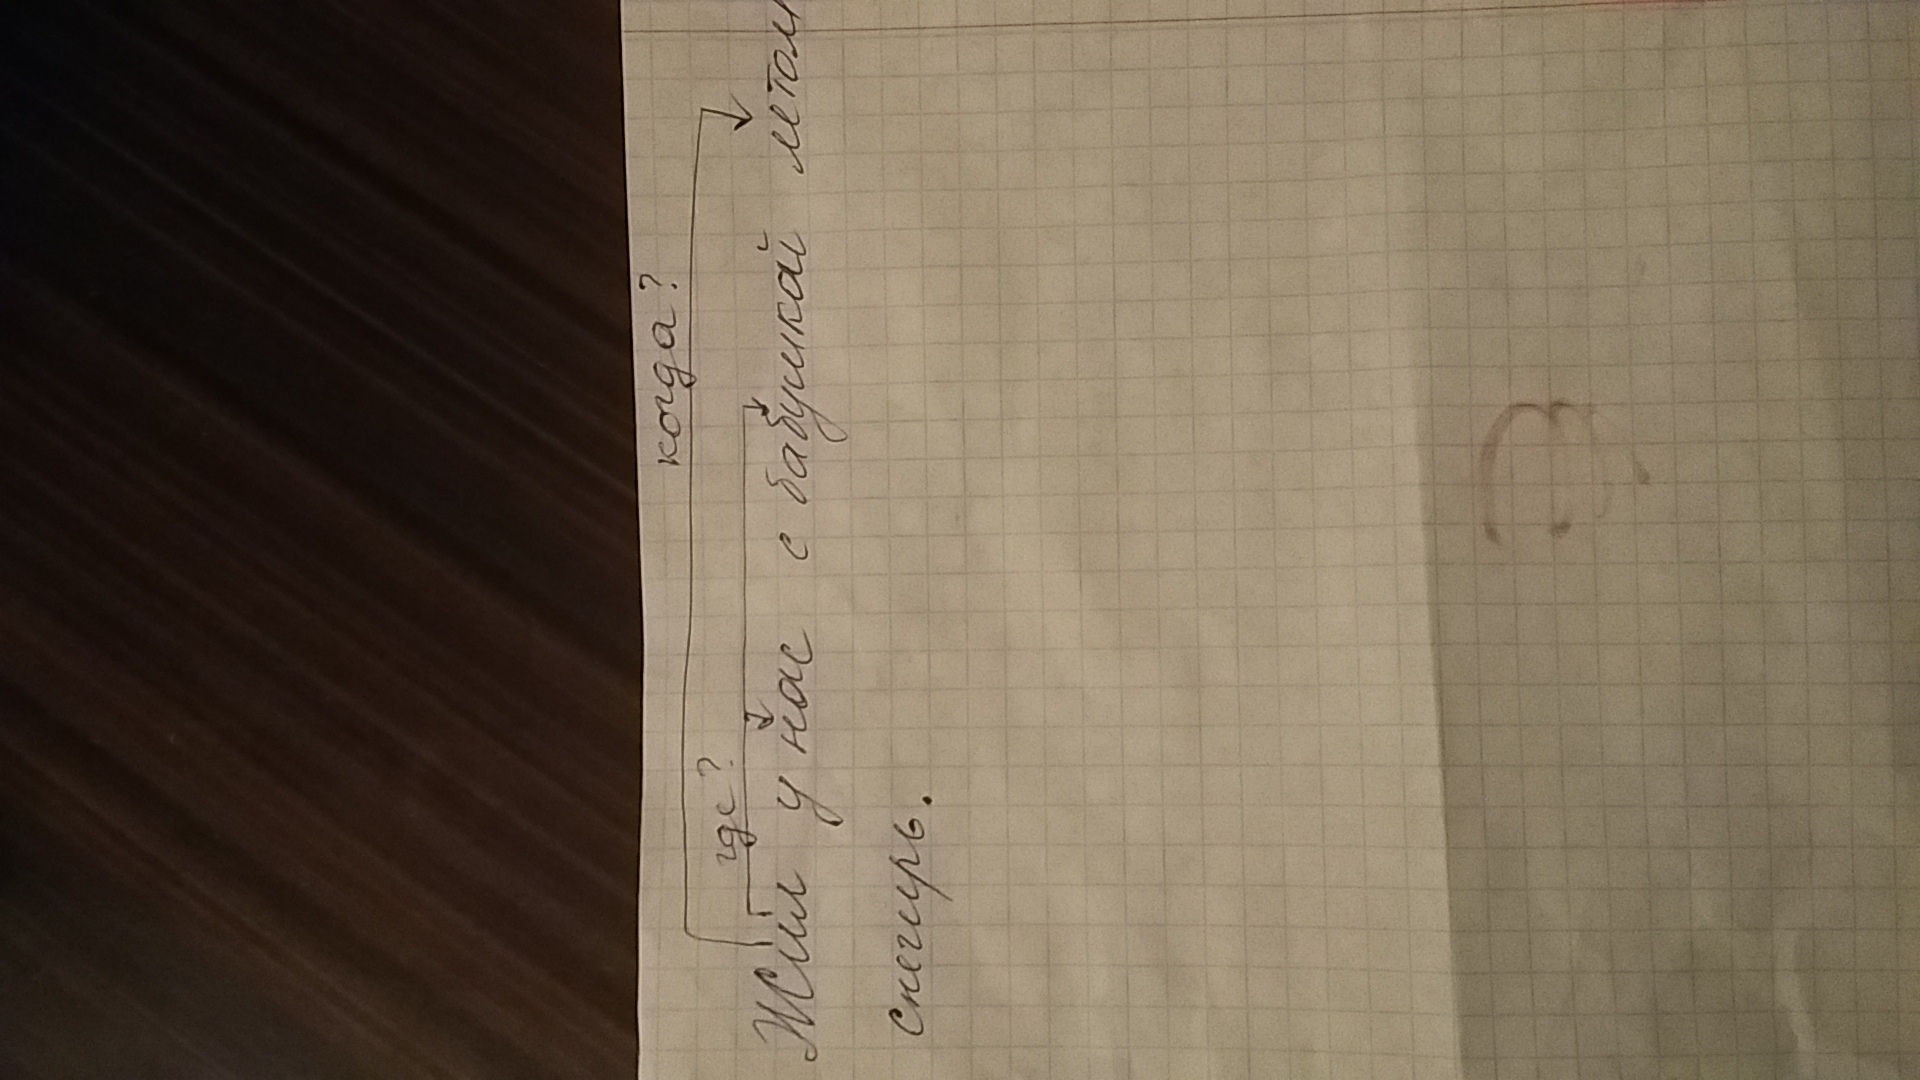 когда?
где?
Жил у нас с бабушкой летом
снегирь.